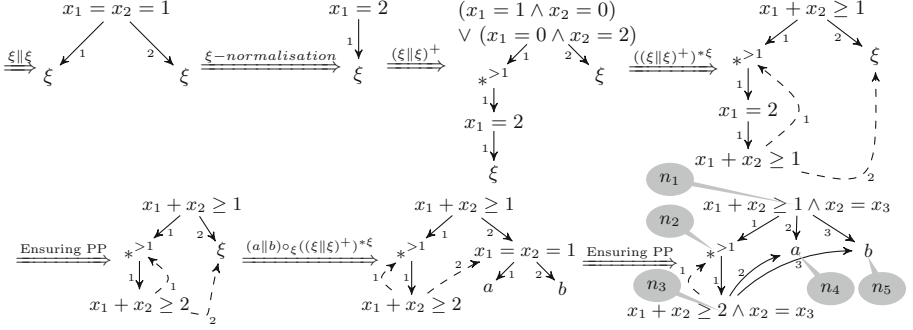 x₁ = x₂ = 1
ξ∥ξ
1 2
ξ ξ
ξ−normalisation
x₁ = 2
1
ξ
(ξ∥ξ)⁺
(x₁ = 1 ∧ x₂ = 0)
∨ (x₁ = 0 ∧ x₂ = 2)
1 2
∗^{>1} ξ
1
x₁ = 2
1
ξ
((ξ∥ξ)⁺)^{∗ξ}
x₁ + x₂ ≥ 1
1 2
∗^{>1} ξ
1
x₁ = 2 1
1
x₁ + x₂ ≥ 1
2
Ensuring PP
x₁ + x₂ ≥ 1
1 2
∗^{>1} ξ
1 1
x₁ + x₂ ≥ 2
2
(a∥b)∘_ξ((ξ∥ξ)⁺)^{∗ξ}
x₁ + x₂ ≥ 1
1 2
∗^{>1} x₁ = x₂ = 1
1 1 2 1 2
x₁ + x₂ ≥ 2 a b
Ensuring PP
n₁
x₁ + x₂ ≥ 1 ∧ x₂ = x₃
n₂
1 2 3
∗^{>1} a b
1 1 2 3
n₃ n₄ n₅
x₁ + x₂ ≥ 2 ∧ x₂ = x₃